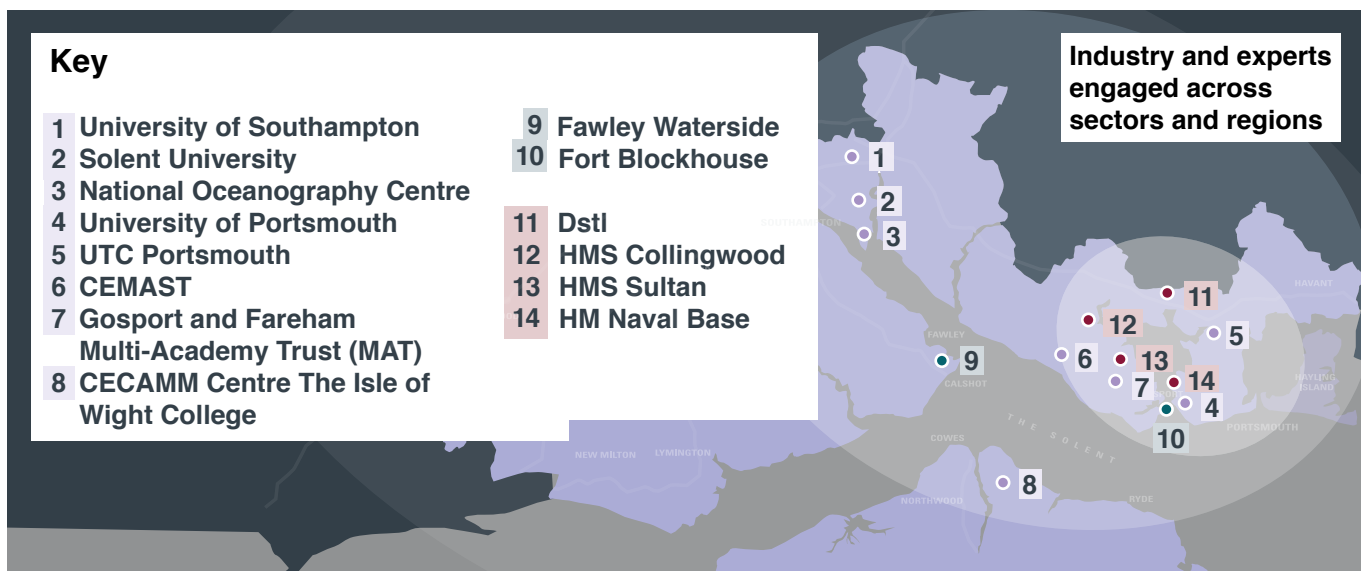 Key
1 University of Southampton
2 Solent University
3 National Oceanography Centre
4 University of Portsmouth
5 UTC Portsmouth
6 CEMAST
7 Gosport and Fareham
Multi-Academy Trust (MAT)
8 CECAMM Centre The Isle of
Wight College
9 Fawley Waterside
10 Fort Blockhouse
11 Dstl
12 HMS Collingwood
13 HMS Sultan
14 HM Naval Base
Industry and experts
engaged across
sectors and regions
1
SOUTHAMPTON
2
3
HAVANT
11
12
FAWLEY
5
9
6
13
CALSHOT
7
14
HAYLING
ISLAND
4
THE SOLENT
PORTSMOUTH
10
COWES
NEW MILTON
LYMINGTON
8
NORTHWOOD
RYDE